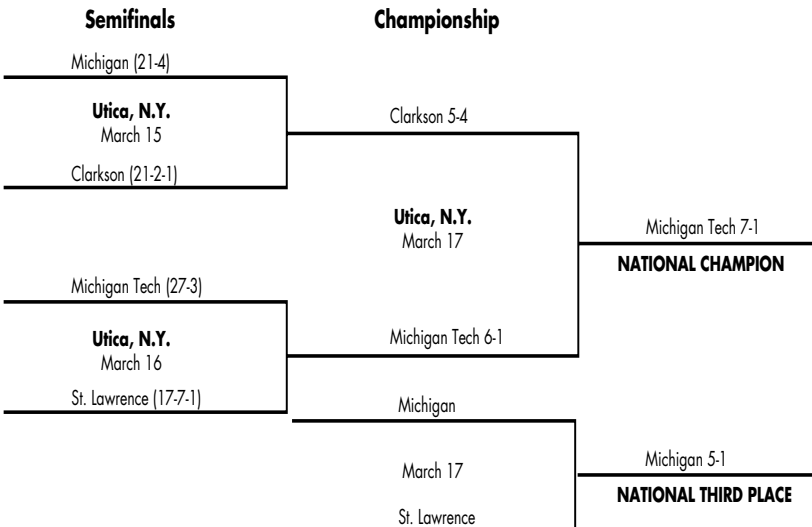 Semifinals
Championship
Michigan (21-4)
Utica, N.Y.
March 15
Clarkson (21-2-1)
Clarkson 5-4
Utica, N.Y.
March 17
Michigan Tech 7-1
NATIONAL CHAMPION
Michigan Tech (27-3)
Utica, N.Y.
March 16
St. Lawrence (17-7-1)
Michigan Tech 6-1
Michigan
March 17
St. Lawrence
Michigan 5-1
NATIONAL THIRD PLACE